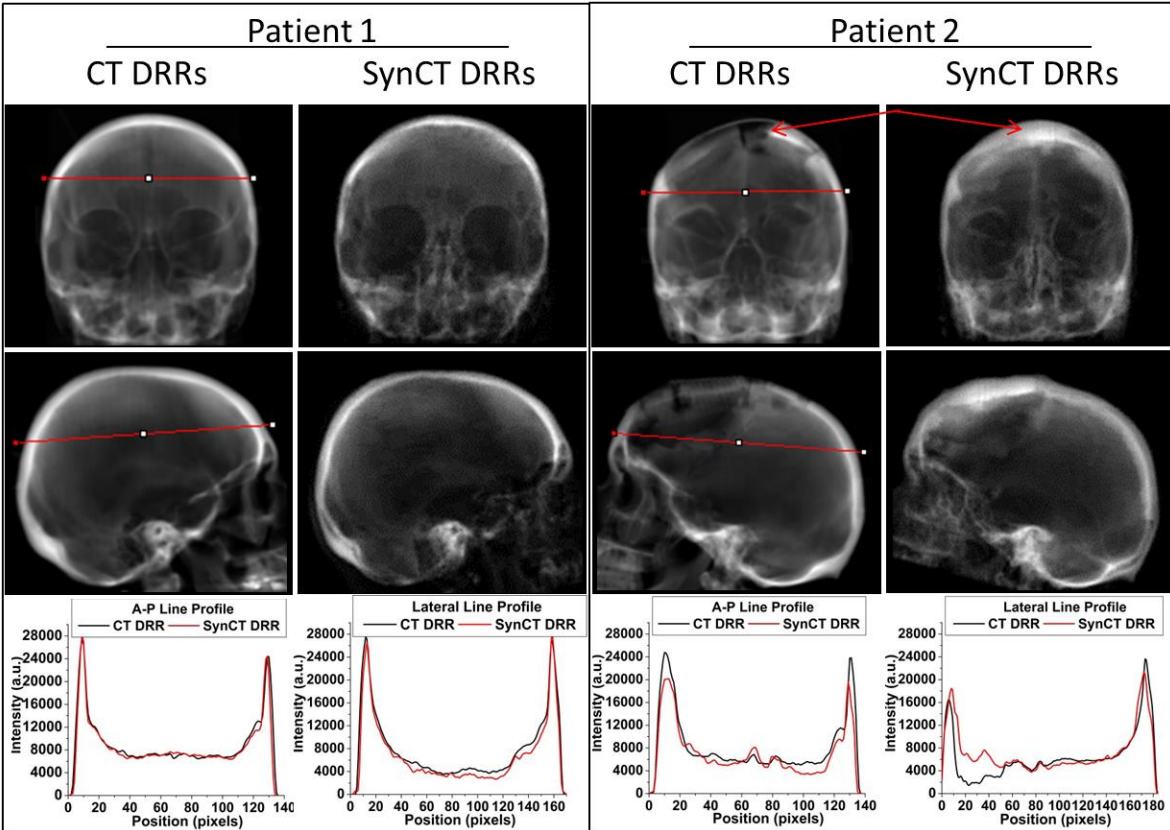 Patient 1
CT DRRs
SynCT DRRs
Patient 2
CT DRRs
SynCT DRRs
A-P Line Profile
CT DRR
SynCT DRR
Intensity (a.u.)
28000
24000
20000
16000
12000
8000
4000
0
0 20 40 60 80 100 120 140
Position (pixels)
Lateral Line Profile
CT DRR
SynCT DRR
Intensity (a.u.)
28000
24000
20000
16000
12000
8000
4000
0
0 40 80 120 160
Position (pixels)
A-P Line Profile
CT DRR
SynCT DRR
Intensity (a.u.)
28000
24000
20000
16000
12000
8000
4000
0
0 20 40 60 80 100 120 140
Position (pixels)
Lateral Line Profile
CT DRR
SynCT DRR
Intensity (a.u.)
28000
24000
20000
16000
12000
8000
4000
0
0 20 40 60 80 100 120 140 160 180
Position (pixels)